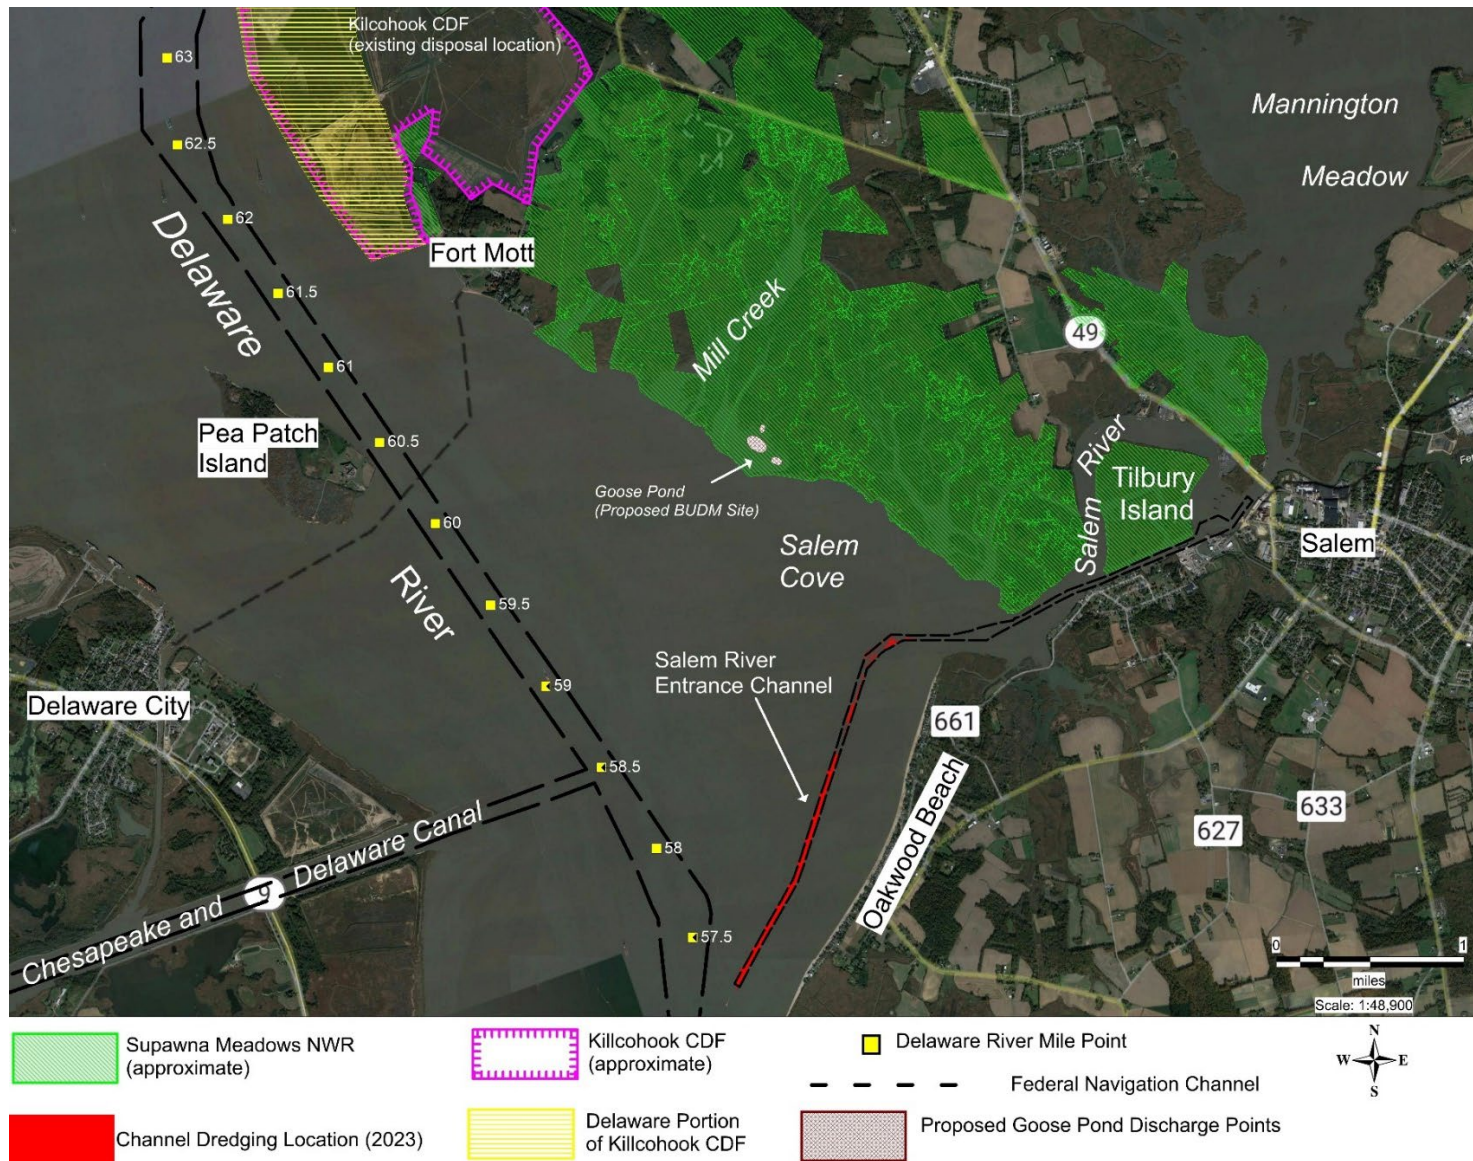 Kilcohook CDF
(existing disposal location)
63
62.5
62
61.5
61
60.5
60
59.5
59
58.5
58
57.5
Mannington
Meadow
Delaware
River
Fort Mott
Mill Creek
49
Pea Patch
Island
Goose Pond
(Proposed BUDM Site)
Salem
Cove
Salem River
Tilbury
Island
Salem
Salem River
Entrance Channel
Delaware City
661
Oakwood Beach
627
633
9
Chesapeake and Delaware Canal
0 1
miles
Scale: 1:48,900
Supawna Meadows NWR
(approximate)
Killcohook CDF
(approximate)
Delaware River Mile Point
Federal Navigation Channel
N
W E
S
Channel Dredging Location (2023)
Delaware Portion
of Killcohook CDF
Proposed Goose Pond Discharge Points